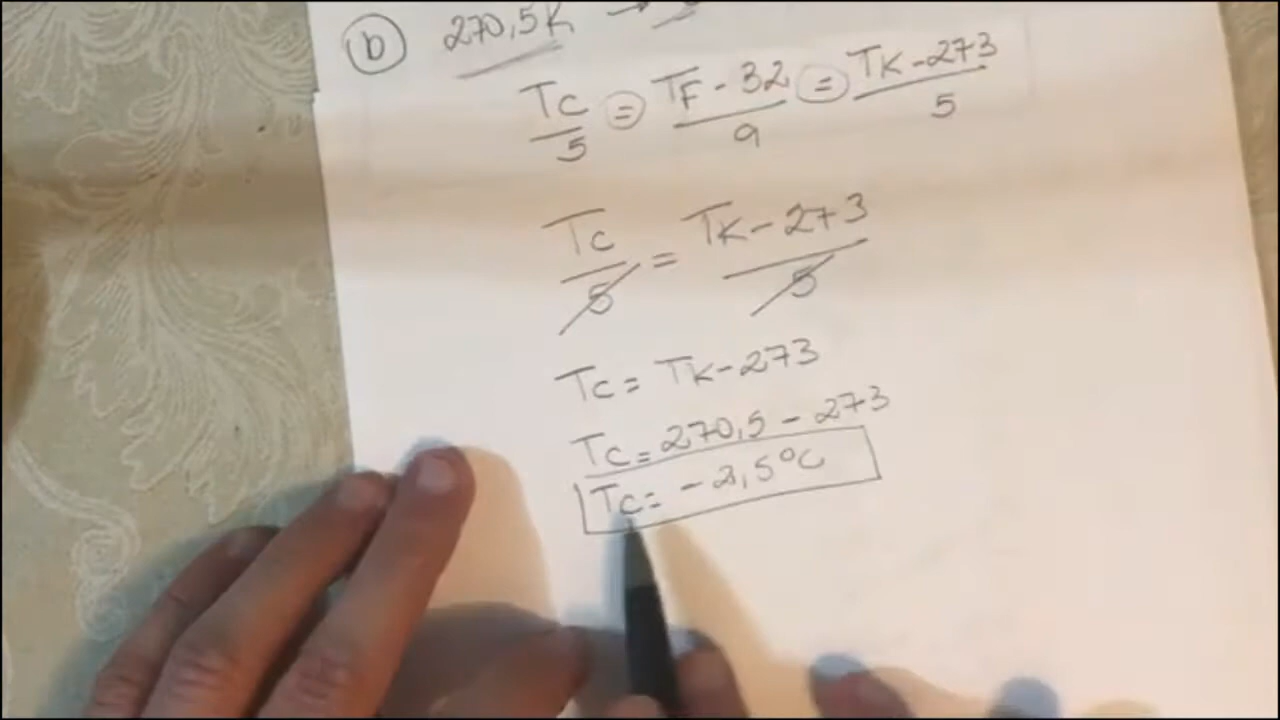 b 270,5K →
Tc/5 = TF - 32/9 = TK - 273/5
Tc/5 = TK - 273/5
Tc = TK - 273
Tc = 270,5 - 273
Tc = - 2,5°C